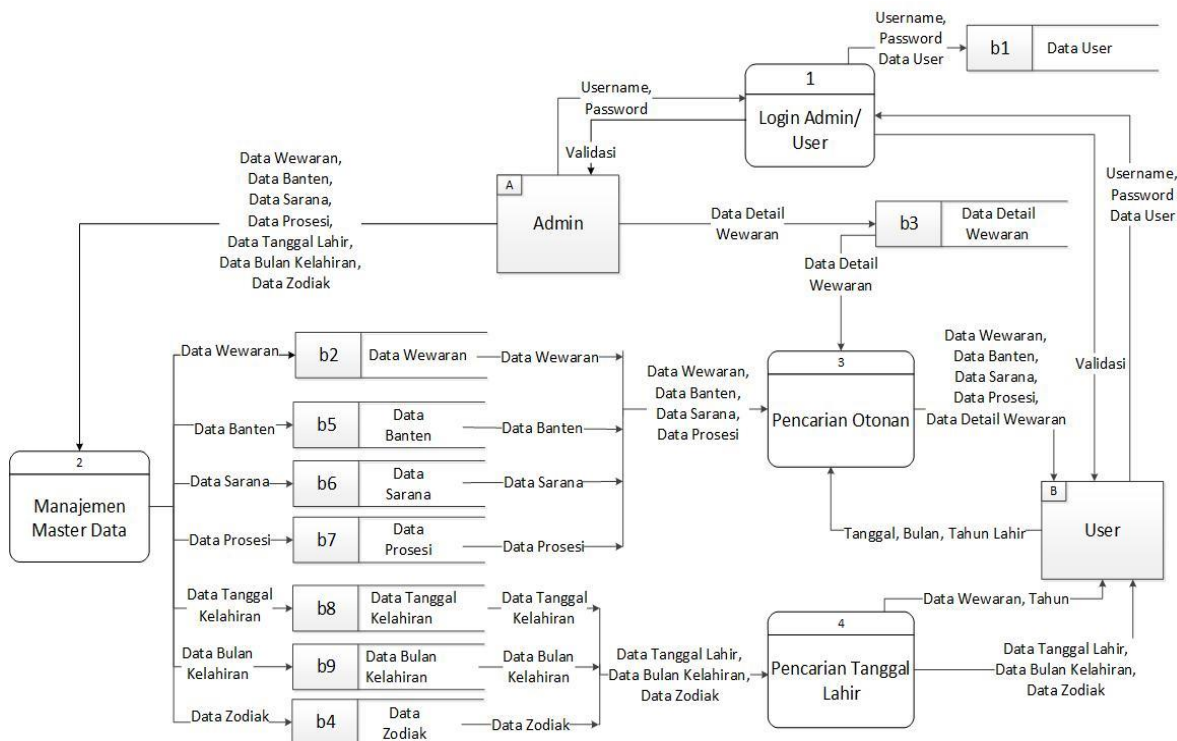 Username,
Password
Data User
b1
Data User
1
Login Admin/
User
Username,
Password
Validasi
Data Wewaran,
Data Banten,
Data Sarana,
Data Prosesi,
Data Tanggal Lahir,
Data Bulan Kelahiran,
Data Zodiak
A
Admin
Data Detail
Wewaran
b3
Data Detail
Wewaran
Username,
Password
Data User
Data Detail
Wewaran
Validasi
2
Manajemen
Master Data
Data Wewaran
b2
Data Wewaran
Data Wewaran
Data Banten
b5
Data
Banten
Data Banten
Data Sarana
b6
Data
Sarana
Data Sarana
Data Prosesi
b7
Data
Prosesi
Data Prosesi
Data Wewaran,
Data Banten,
Data Sarana,
Data Prosesi
3
Pencarian Otonan
Data Wewaran,
Data Banten,
Data Sarana,
Data Prosesi,
Data Detail Wewaran
B
User
Tanggal, Bulan, Tahun Lahir
Data Tanggal
Kelahiran
b8
Data Tanggal
Kelahiran
Data Tanggal
Kelahiran
Data Bulan
Kelahiran
b9
Data Bulan
Kelahiran
Data Bulan
Kelahiran
Data Zodiak
b4
Data
Zodiak
Data Zodiak
Data Tanggal Lahir,
Data Bulan Kelahiran,
Data Zodiak
4
Pencarian Tanggal
Lahir
Data Wewaran, Tahun
Data Tanggal Lahir,
Data Bulan Kelahiran,
Data Zodiak